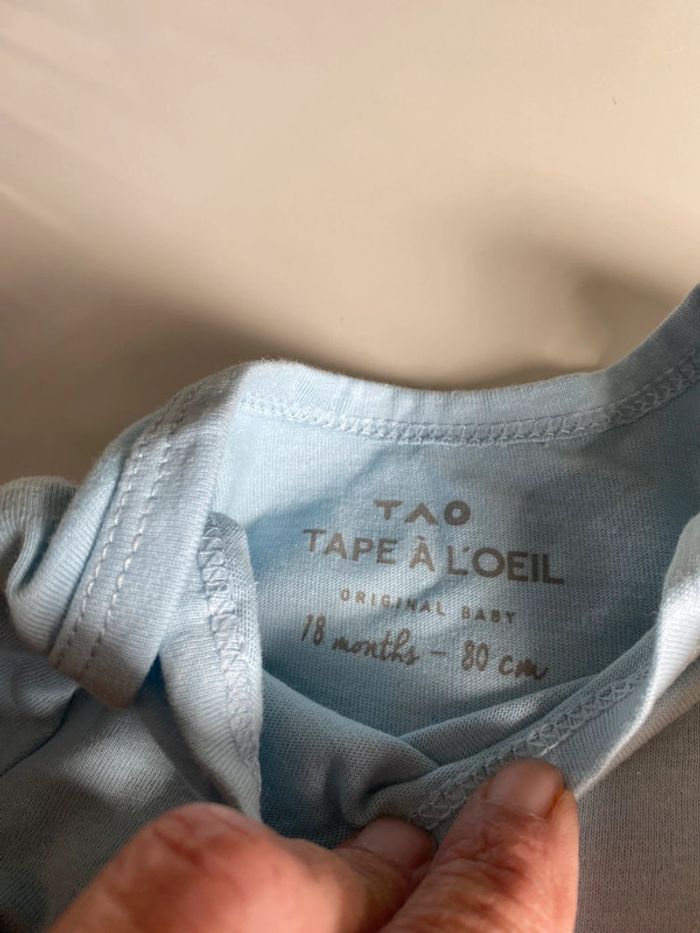 TAO
TAPE À L'OEIL
ORIGINAL BABY
18 months - 80 cm